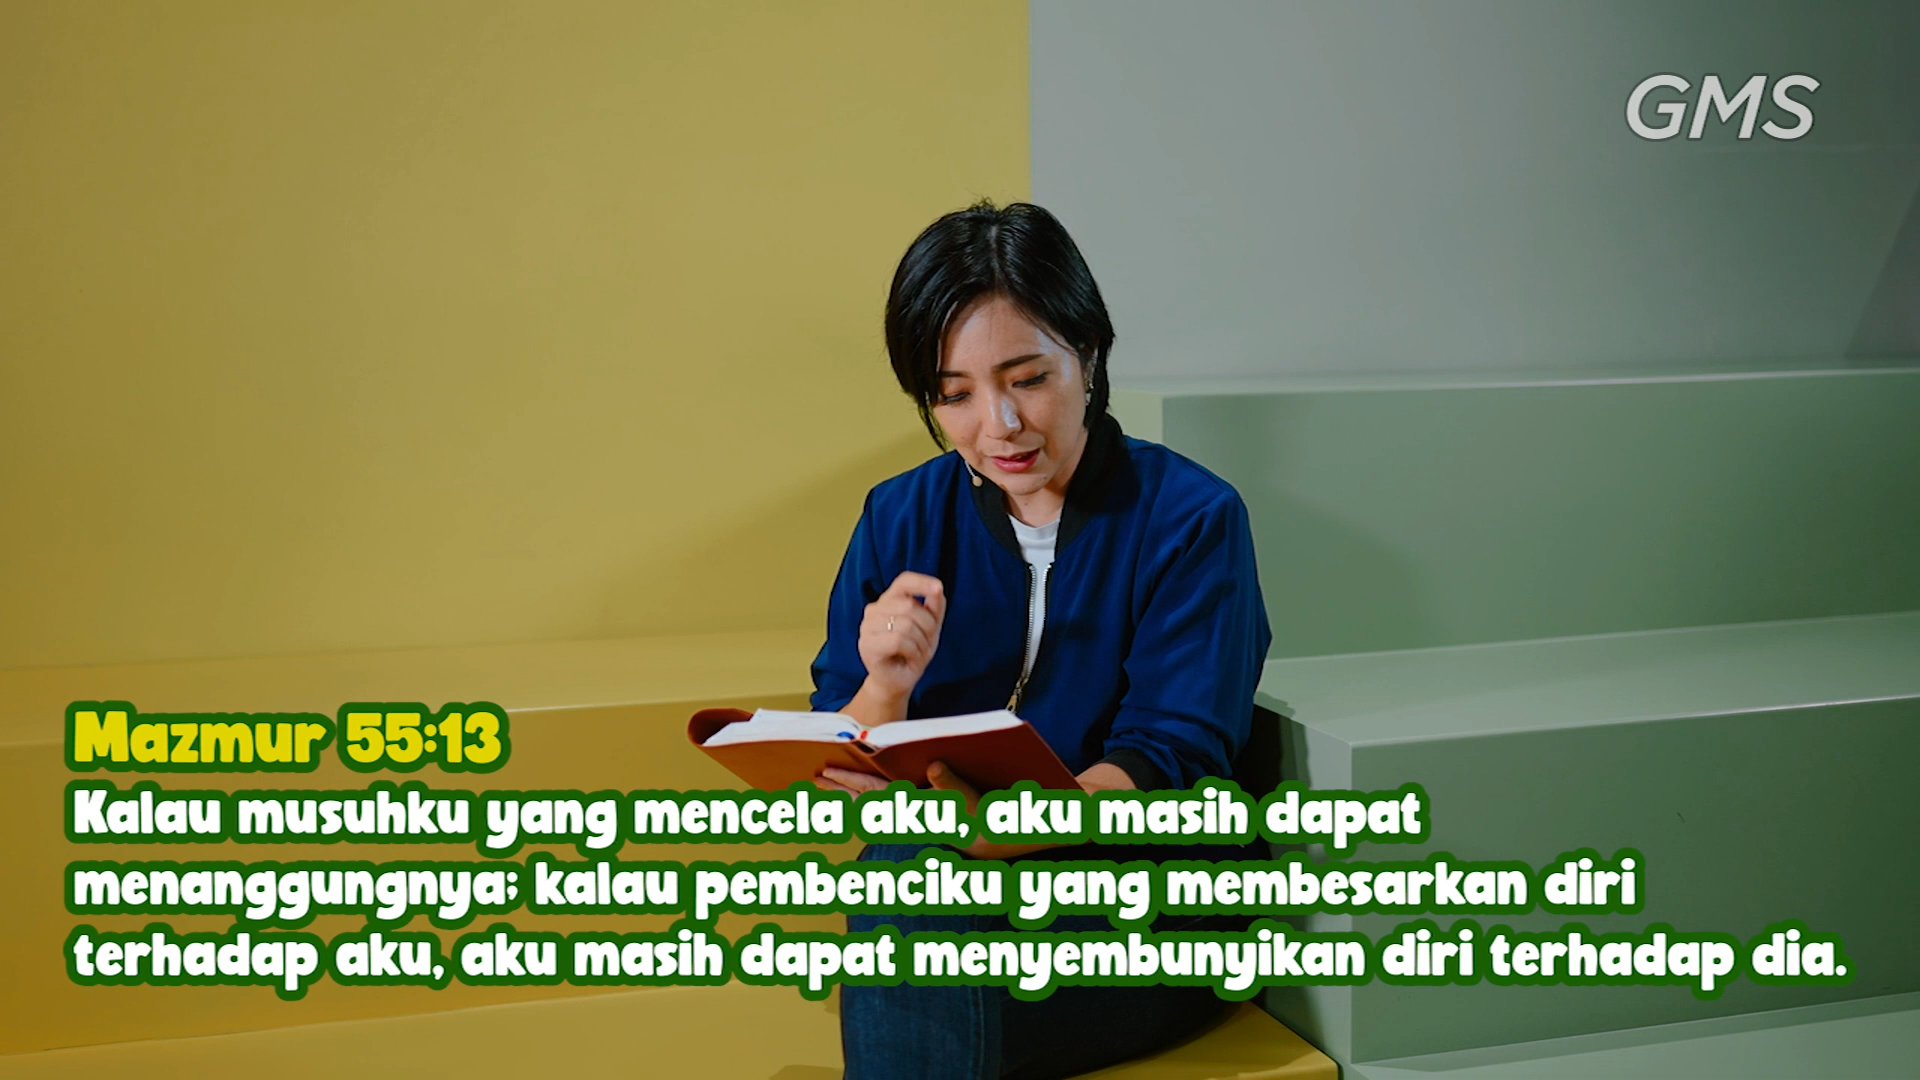 GMS
Mazmur 55:13
Kalau musuhku yang mencela aku, aku masih dapat
menanggungnya; kalau pembenciku yang membesarkan diri
terhadap aku, aku masih dapat menyembunyikan diri terhadap dia.